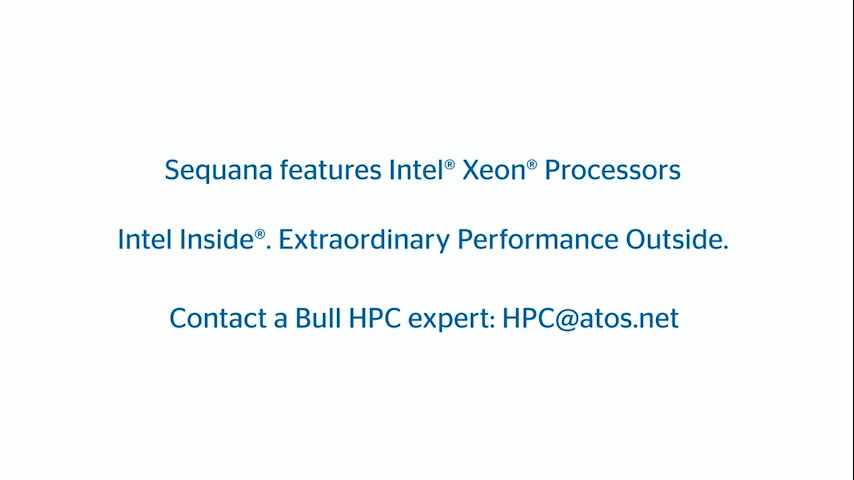 Sequana features Intel® Xeon® Processors
Intel Inside®. Extraordinary Performance Outside.
Contact a Bull HPC expert: HPC@atos.net